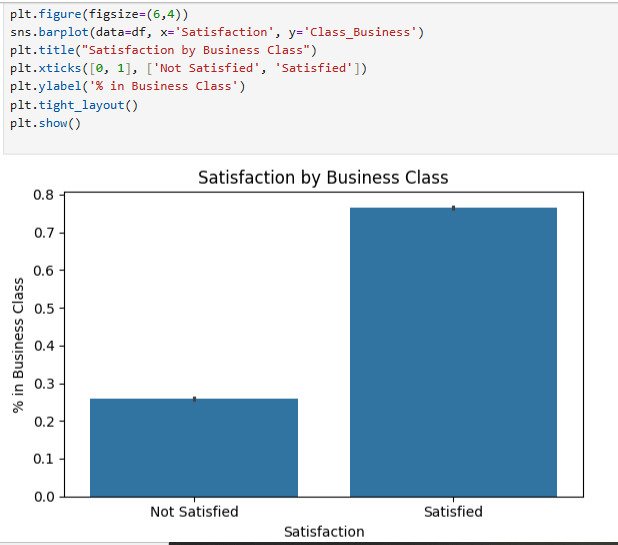 plt.figure(figsize=(6,4))
sns.barplot(data=df, x='Satisfaction', y='Class_Business')
plt.title("Satisfaction by Business Class")
plt.xticks([0, 1], ['Not Satisfied', 'Satisfied'])
plt.ylabel('% in Business Class')
plt.tight_layout()
plt.show()
Satisfaction by Business Class
% in Business Class
0.8
0.7
0.6
0.5
0.4
0.3
0.2
0.1
0.0
Not Satisfied Satisfied
Satisfaction